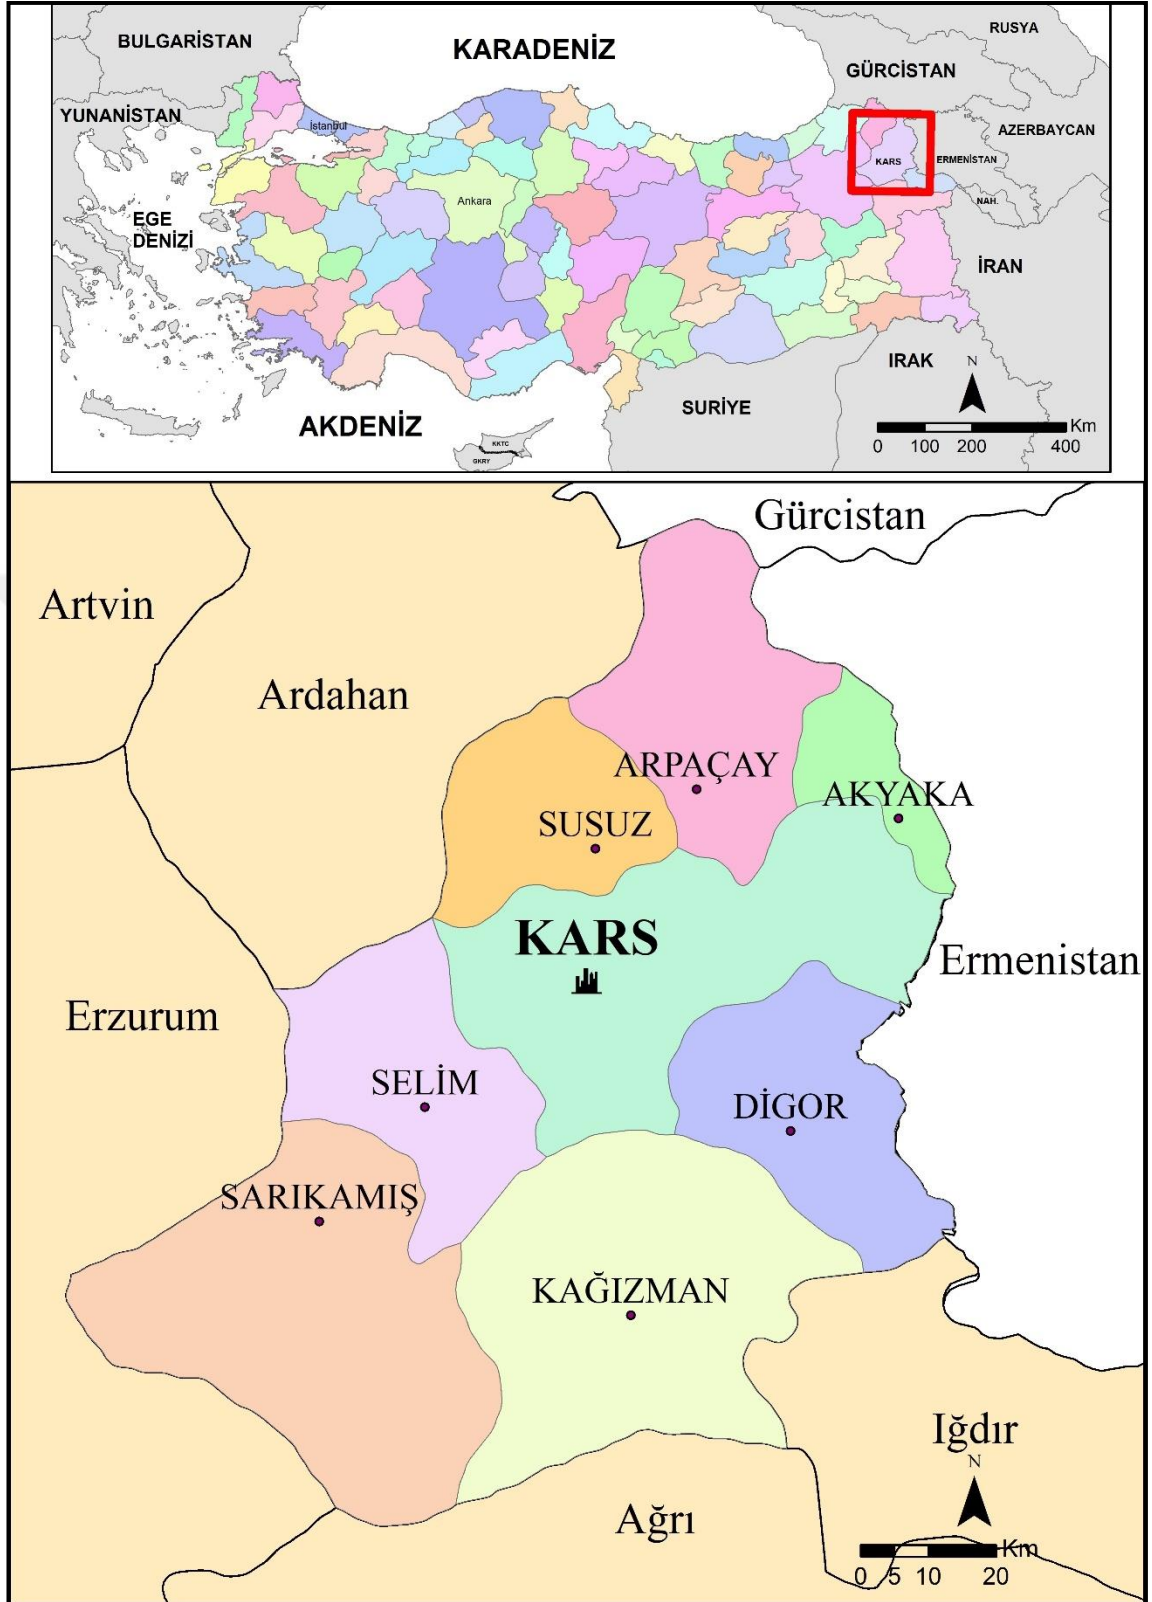 BULGARİSTAN
KARADENİZ
RUSYA
GÜRCİSTAN
YUNANİSTAN
İstanbul
AZERBAYCAN
KARS
ERMENİSTAN
Ankara
NAH.
EGE
DENİZİ
İRAN
IRAK
N
SURİYE
AKDENİZ
KKTC
GKRY
Km
0 100 200 400
Gürcistan
Artvin
Ardahan
ARPAÇAY
AKYAKA
SUSUZ
KARS
Ermenistan
Erzurum
SELİM
DİGOR
SARIKAMIŞ
KAĞIZMAN
Iğdır
N
Ağrı
Km
0 5 10 20